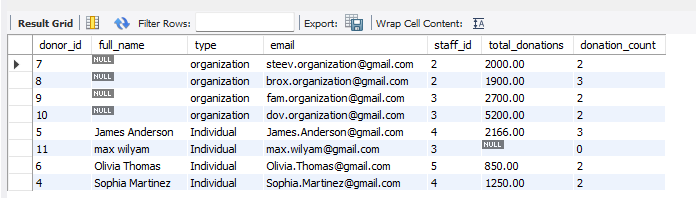 Result Grid Filter Rows: Export: Wrap Cell Content: IA
donor_id full_name type email staff_id total_donations donation_count
7 NULL organization steev.organization@gmail.com 2 2000.00 2
8 NULL organization brox.organization@gmail.com 2 1900.00 3
9 NULL organization fam.organization@gmail.com 3 2700.00 2
10 NULL organization dov.organization@gmail.com 3 5200.00 2
5 James Anderson Individual James.Anderson@gmail.com 4 2166.00 3
11 max wilyam Individual max.wilyam@gmail.com 3 NULL 0
6 Olivia Thomas Individual Olivia.Thomas@gmail.com 5 850.00 2
4 Sophia Martinez Individual Sophia.Martinez@gmail.com 4 1250.00 2